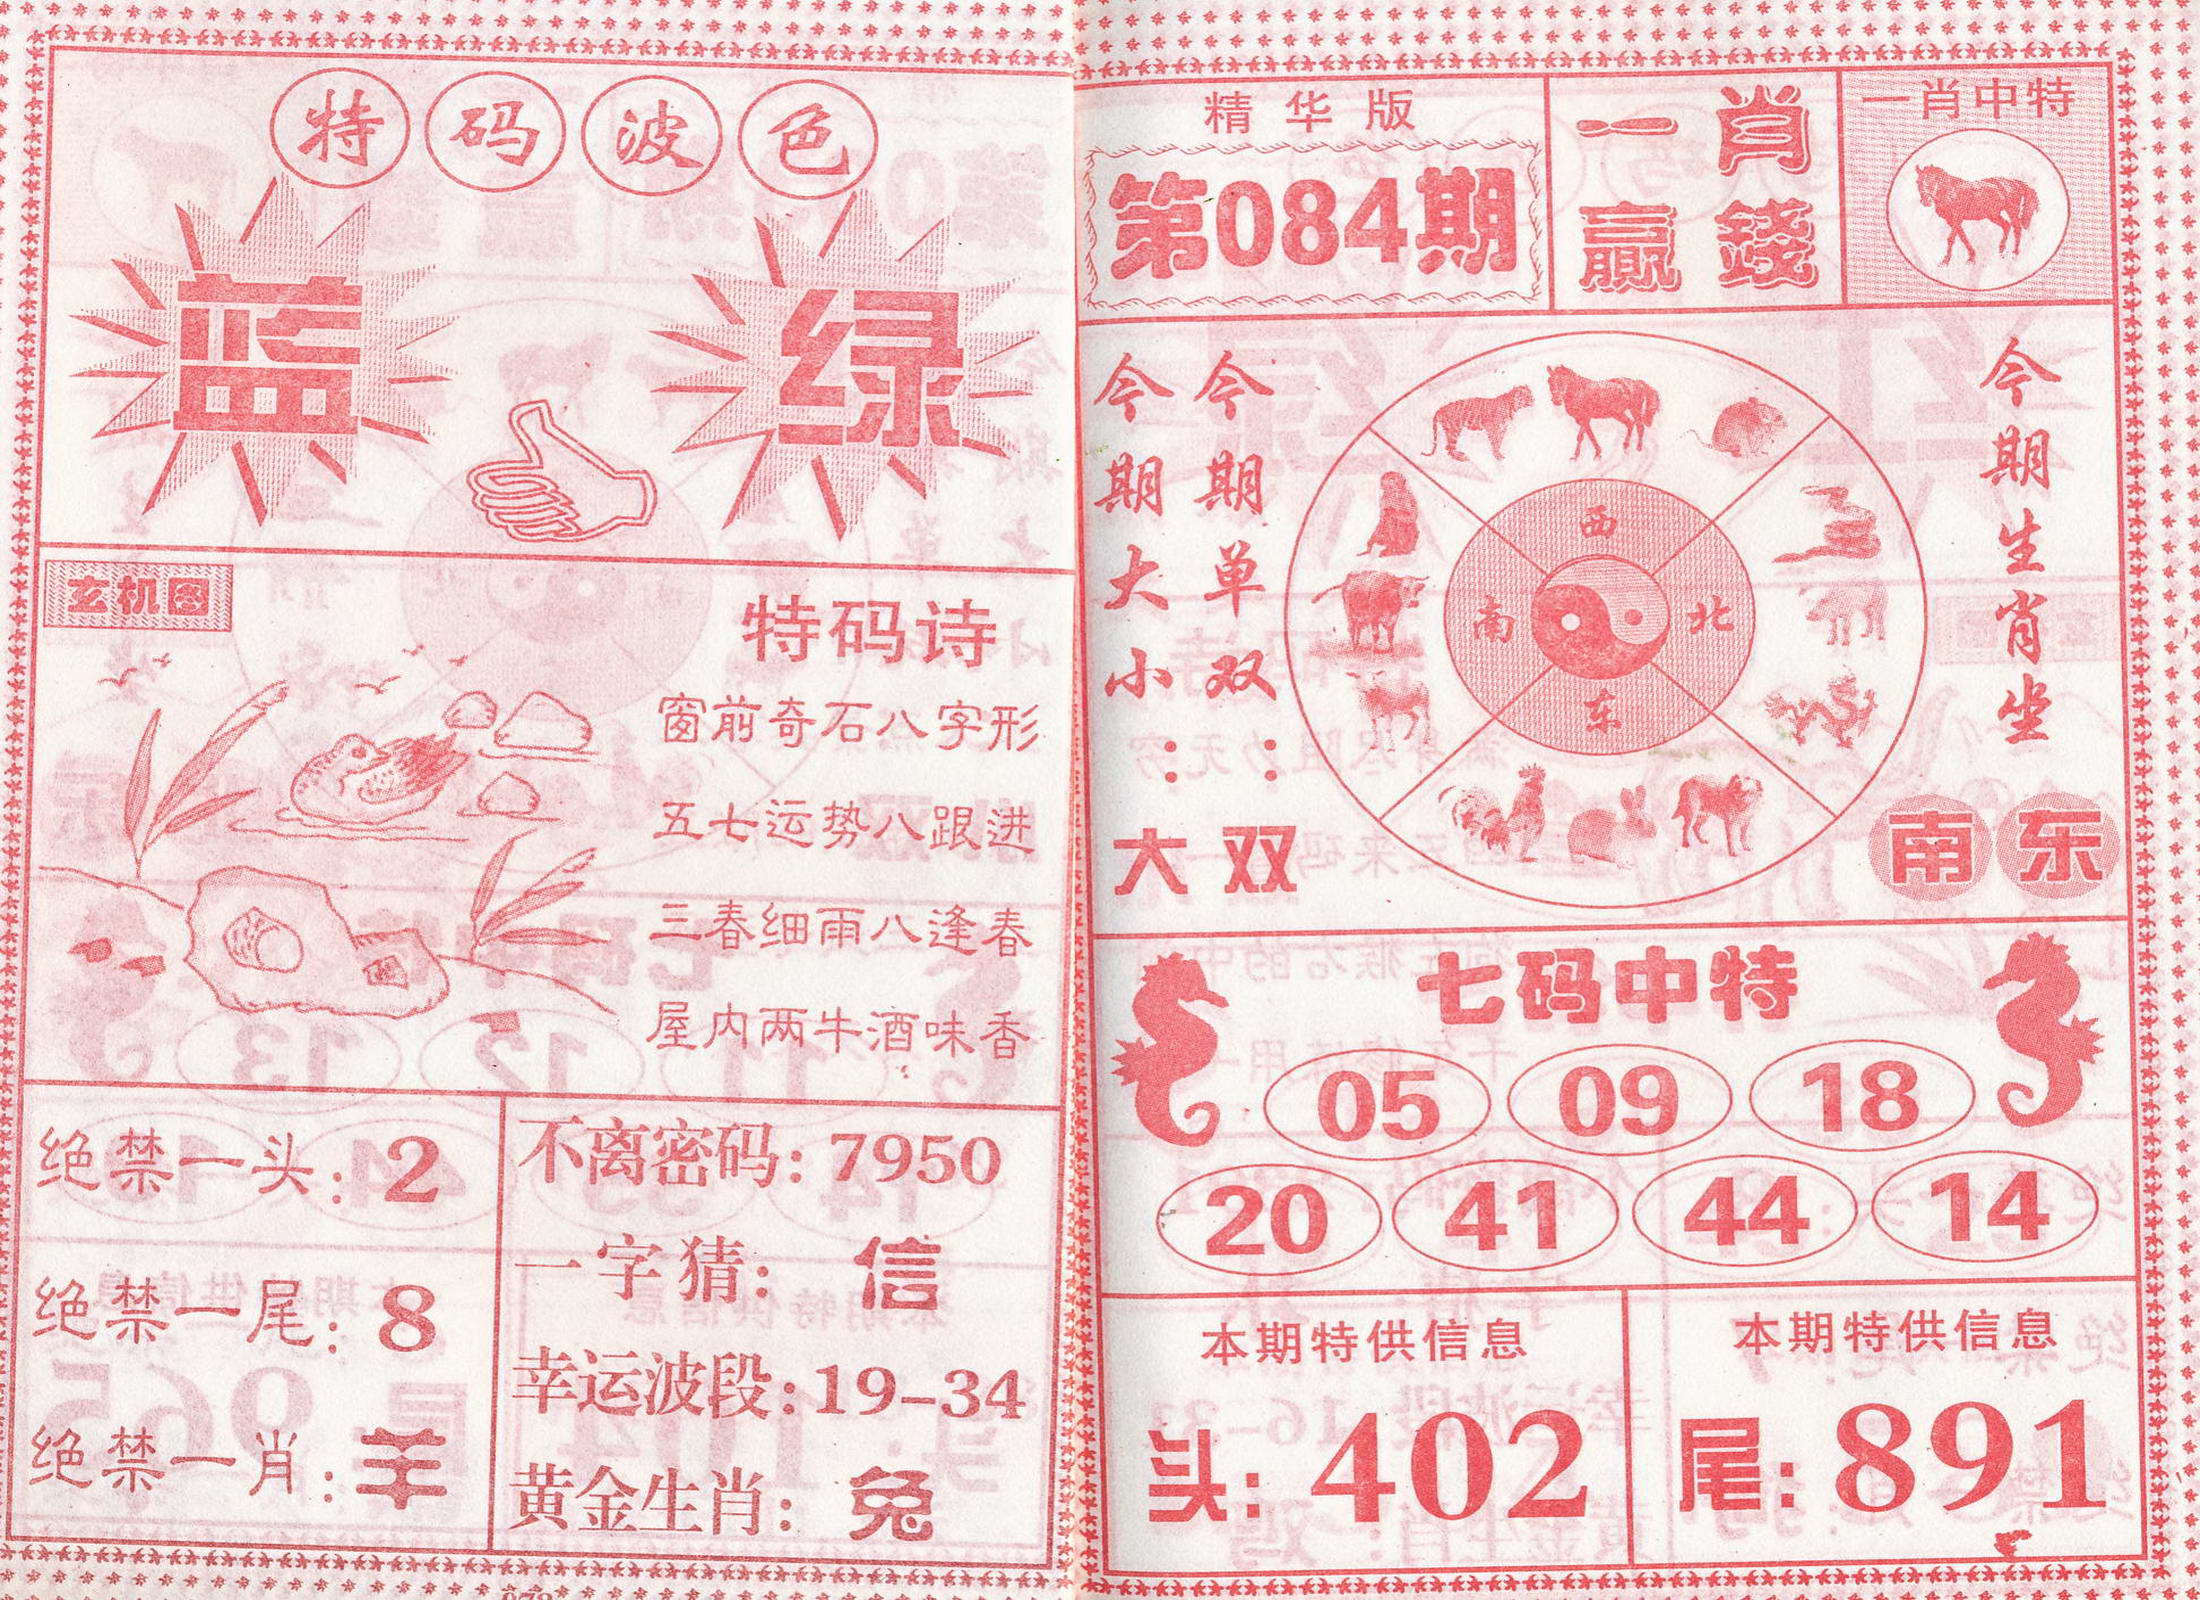 特码波色
蓝 绿
玄机图
特码诗
窗前奇石八字形
五七运势八跟进
三春细雨八逢春
屋内两牛酒味香
绝禁一头:2
绝禁一尾:8
绝禁一肖:羊
不离密码:7950
一字猜:信
幸运波段:19-34
黄金生肖:兔
精华版
第084期
一肖
赢錢
一肖中特
今期大小:大
今期单双:双
西
南 北
东
今期生肖坐
南 东
七码中特
05 09 18
20 41 44 14
本期特供信息
头:402
本期特供信息
尾:891